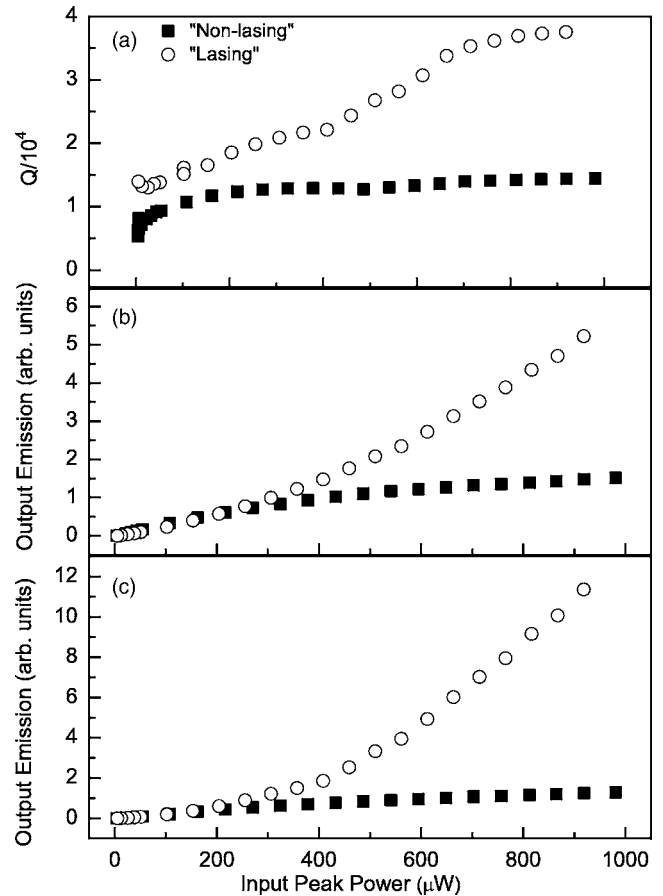 (a)
"Non-lasing"
"Lasing"
4
3
2
1
0
Q/10⁴
(b)
6
5
4
3
2
1
0
Output Emission (arb. units)
(c)
12
10
8
6
4
2
0
Output Emission (arb. units)
0 200 400 600 800 1000
Input Peak Power (μW)